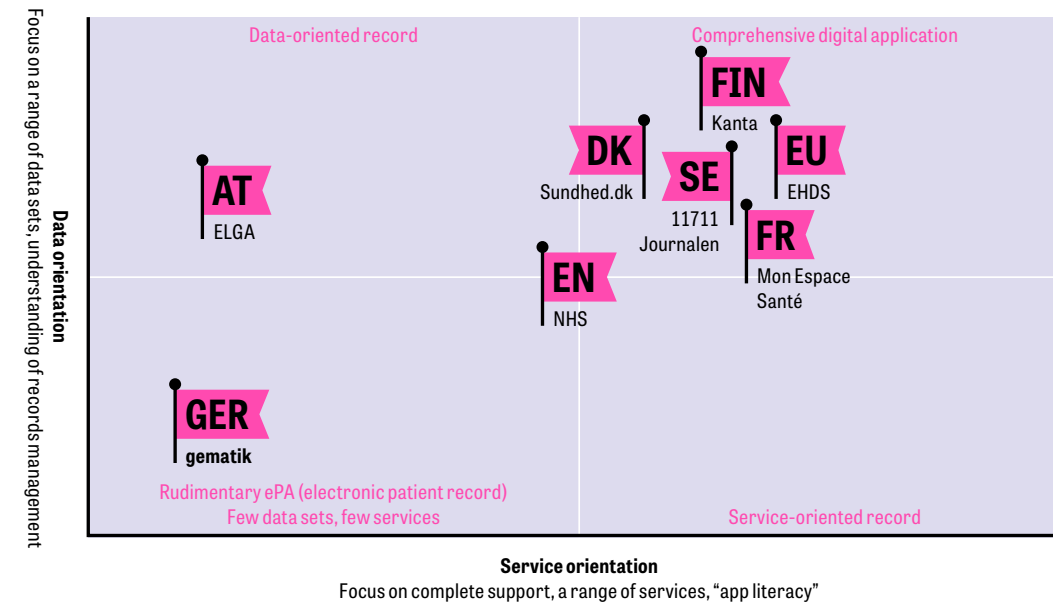 Focus on a range of data sets, understanding of records management
Data orientation
Data-oriented record
Comprehensive digital application
FIN
Kanta
DK
Sundhed.dk
SE
11711
Journalen
EU
EHDS
AT
ELGA
FR
Mon Espace
Santé
EN
NHS
GER
gematik
Rudimentary ePA (electronic patient record)
Few data sets, few services
Service-oriented record
Service orientation
Focus on complete support, a range of services, “app literacy”